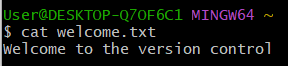 User@DESKTOP-Q7OF6C1 MINGW64 ~
$ cat welcome.txt
Welcome to the version control